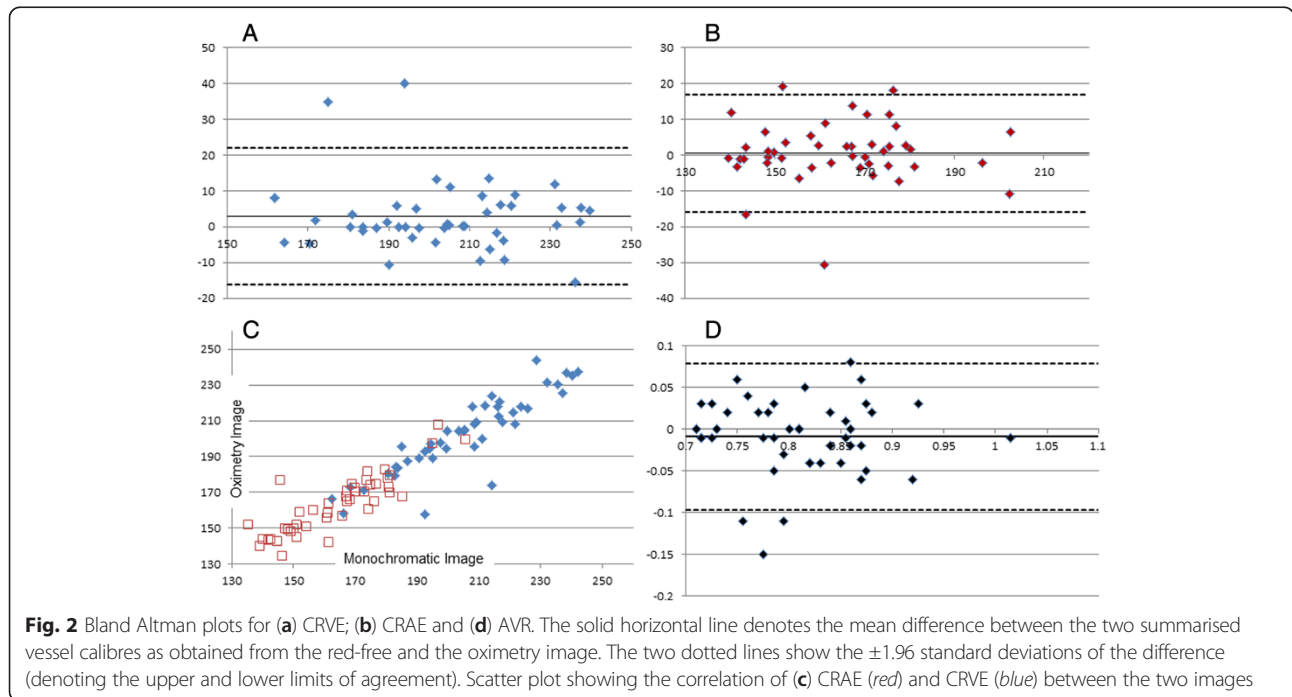 A
50
40
30
20
10
0
-10
-20
150 170 190 210 230 250
B
30
20
10
0
-10
-20
-30
-40
130 150 170 190 210
C
250
230
210
190
170
150
130
Oximetry Image
Monochromatic Image
130 150 170 190 210 230 250
D
0.1
0.05
0
-0.05
-0.1
-0.15
-0.2
0.7 0.75 0.8 0.85 0.9 0.95 1 1.05 1.1
Fig. 2 Bland Altman plots for (a) CRVE; (b) CRAE and (d) AVR. The solid horizontal line denotes the mean difference between the two summarised
vessel calibres as obtained from the red-free and the oximetry image. The two dotted lines show the ±1.96 standard deviations of the difference
(denoting the upper and lower limits of agreement). Scatter plot showing the correlation of (c) CRAE (red) and CRVE (blue) between the two images